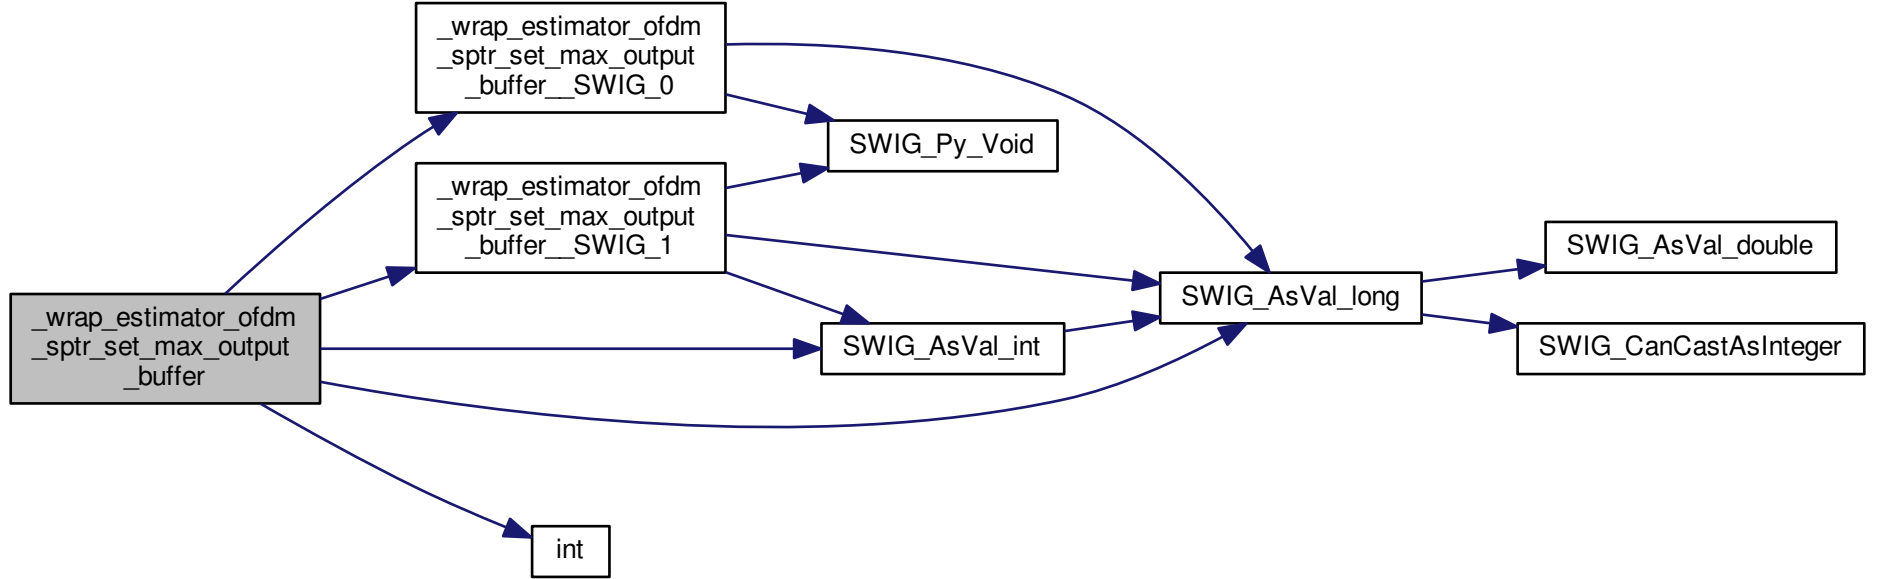 _wrap_estimator_ofdm
_sptr_set_max_output
_buffer__SWIG_0
SWIG_Py_Void
_wrap_estimator_ofdm
_sptr_set_max_output
_buffer__SWIG_1
SWIG_AsVal_double
SWIG_AsVal_long
_wrap_estimator_ofdm
_sptr_set_max_output
_buffer
SWIG_AsVal_int
SWIG_CanCastAsInteger
int